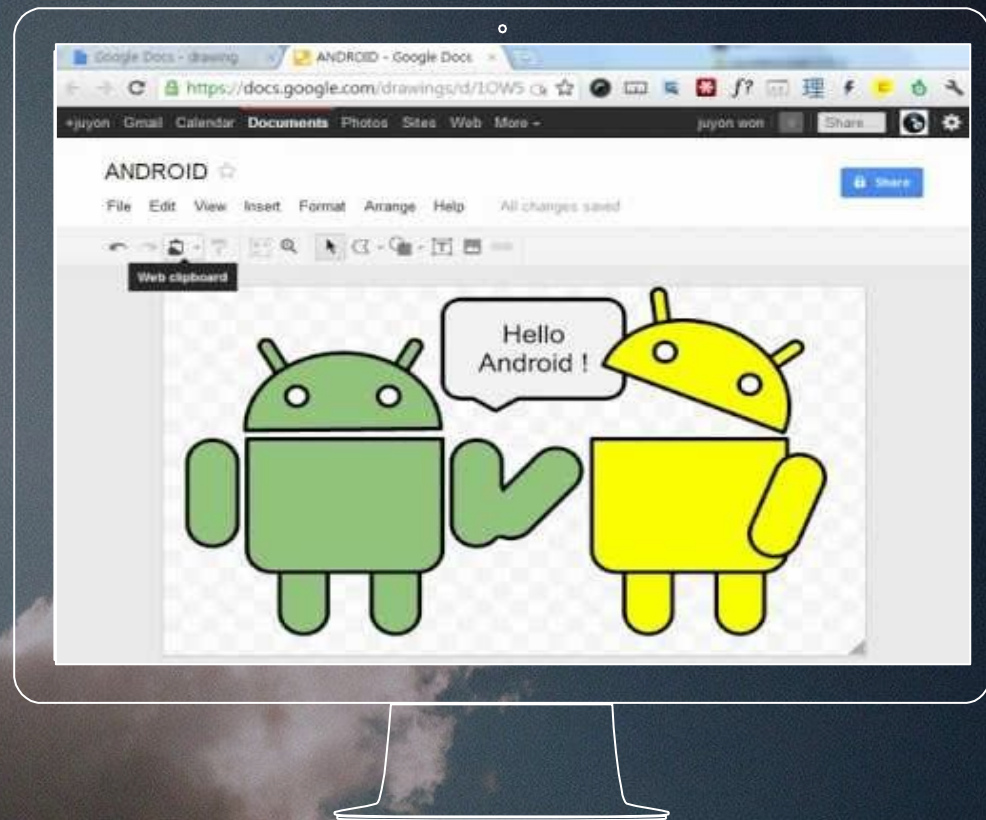 Google Docs - drawing
ANDROID - Google Docs
https://docs.google.com/drawings/d/1OW5
f? 理
+juyon Gmail Calendar Documents Photos Sites Web More juyon won Share...
ANDROID
Share
File Edit View Insert Format Arrange Help All changes saved
Web clipboard
Hello
Android !